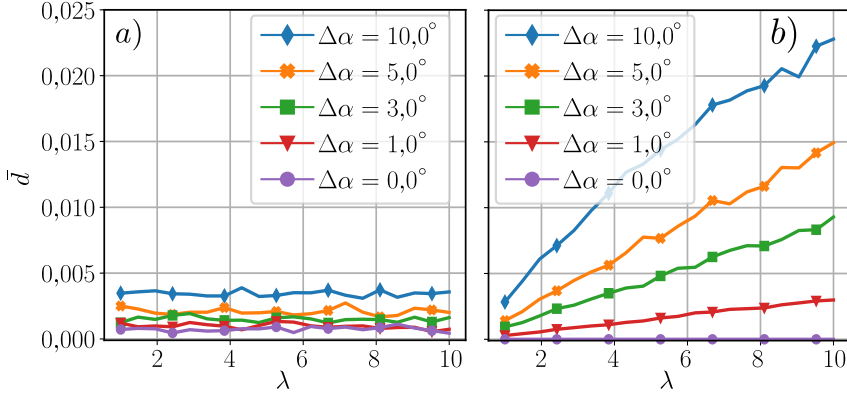 0,025
0,020
0,015
0,010
0,005
0,000
d̄
a)
Δα = 10,0°
Δα = 5,0°
Δα = 3,0°
Δα = 1,0°
Δα = 0,0°
2 4 6 8 10
λ
b)
Δα = 10,0°
Δα = 5,0°
Δα = 3,0°
Δα = 1,0°
Δα = 0,0°
2 4 6 8 10
λ